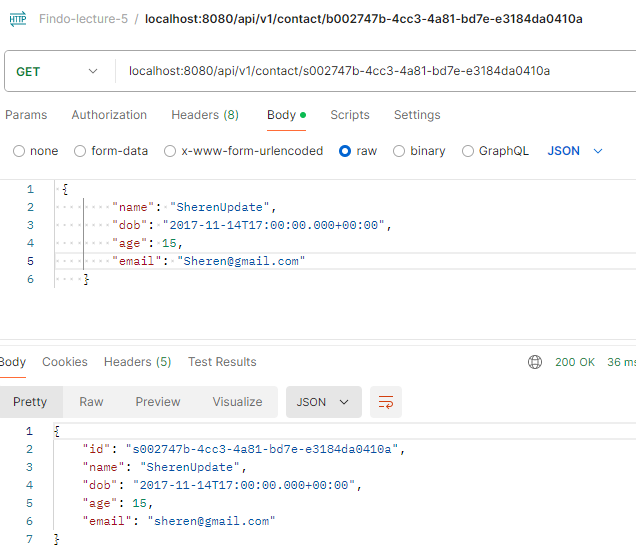 HTTP Findo-lecture-5 / localhost:8080/api/v1/contact/b002747b-4cc3-4a81-bd7e-e3184da0410a
GET localhost:8080/api/v1/contact/s002747b-4cc3-4a81-bd7e-e3184da0410a
Params Authorization Headers (8) Body Scripts Settings
none form-data x-www-form-urlencoded raw binary GraphQL JSON
1 {
2 "name": "SherenUpdate",
3 "dob": "2017-11-14T17:00:00.000+00:00",
4 "age": 15,
5 "email": "Sheren@gmail.com"
6 }
Body Cookies Headers (5) Test Results 200 OK 36 ms
Pretty Raw Preview Visualize JSON
1 {
2 "id": "s002747b-4cc3-4a81-bd7e-e3184da0410a",
3 "name": "SherenUpdate",
4 "dob": "2017-11-14T17:00:00.000+00:00",
5 "age": 15,
6 "email": "sheren@gmail.com"
7 }